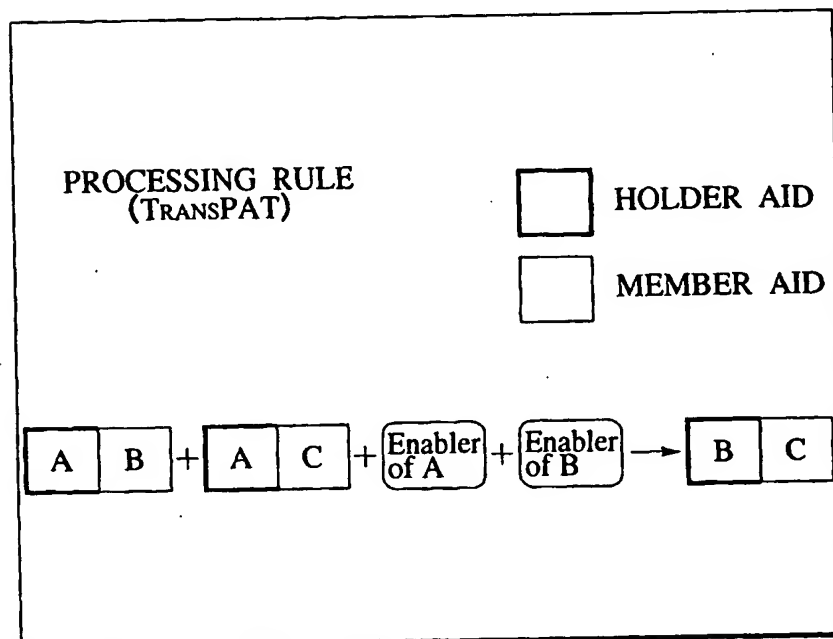 PROCESSING RULE
(TRANSPAT)
HOLDER AID
MEMBER AID
A B + A C + Enabler of A + Enabler of B → B C